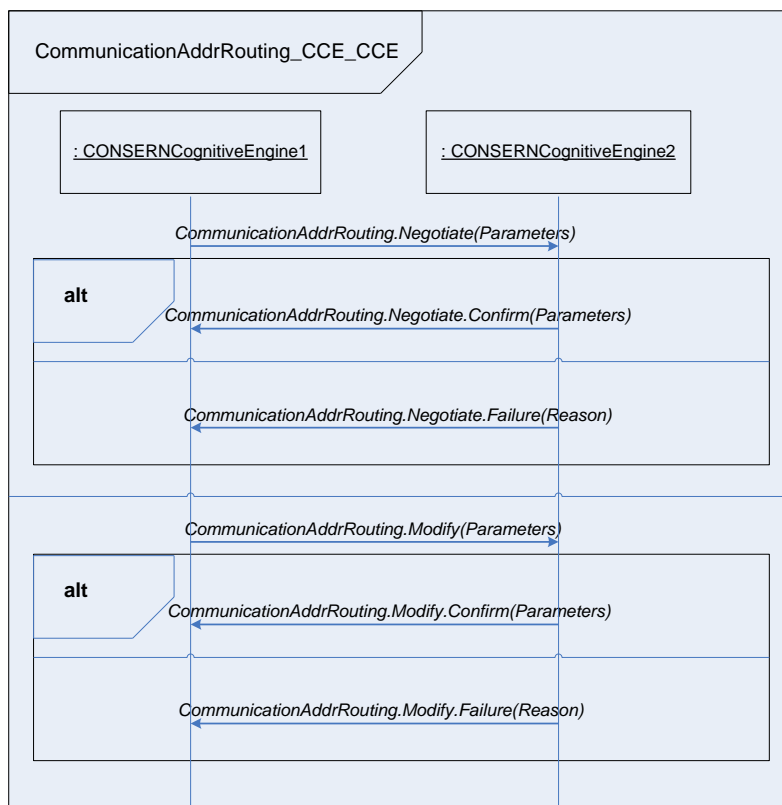 CommunicationAddrRouting_CCE_CCE
: CONSERNCognitiveEngine1
: CONSERNCognitiveEngine2
CommunicationAddrRouting.Negotiate(Parameters)
alt
CommunicationAddrRouting.Negotiate.Confirm(Parameters)
CommunicationAddrRouting.Negotiate.Failure(Reason)
CommunicationAddrRouting.Modify(Parameters)
alt
CommunicationAddrRouting.Modify.Confirm(Parameters)
CommunicationAddrRouting.Modify.Failure(Reason)